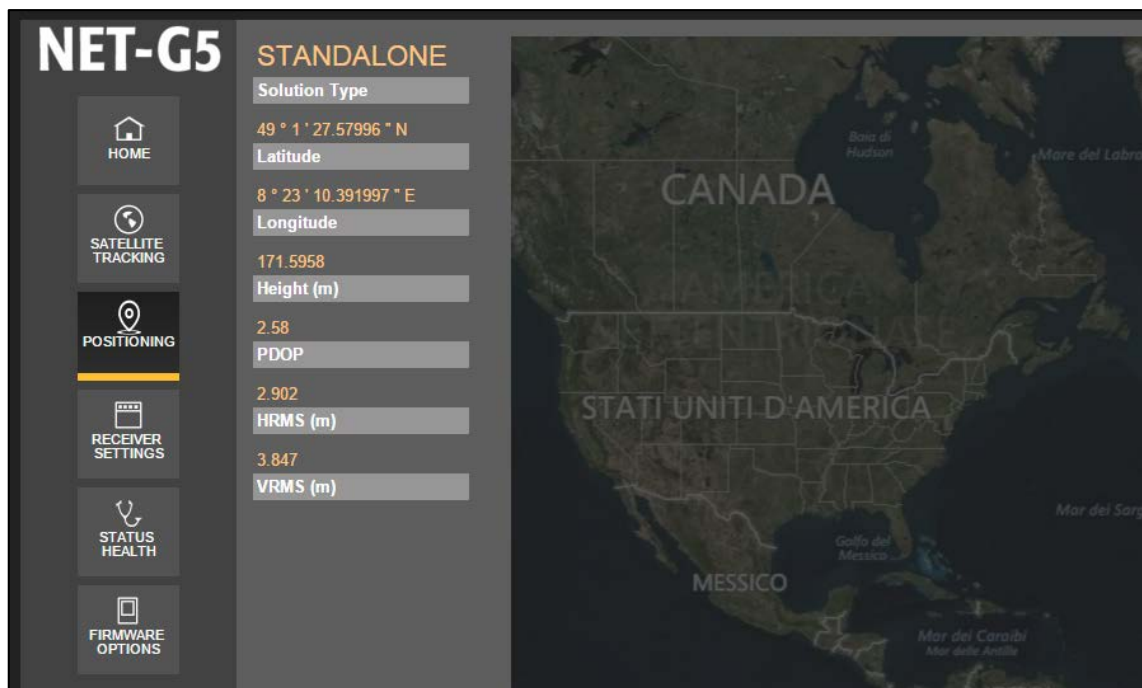 NET-G5
HOME
SATELLITE
TRACKING
POSITIONING
RECEIVER
SETTINGS
STATUS
HEALTH
FIRMWARE
OPTIONS
STANDALONE
Solution Type
49 ° 1 ' 27.57996 " N
Latitude
8 ° 23 ' 10.391997 " E
Longitude
171.5958
Height (m)
2.58
PDOP
2.902
HRMS (m)
3.847
VRMS (m)
Baia di
Hudson
Mare del Labra
CANADA
AMERICA
STATI UNITI D'AMERICA
Mar dei Sarg
Golfo del
Messico
MESSICO
Mar dei Caraibi
Mar delle Antille